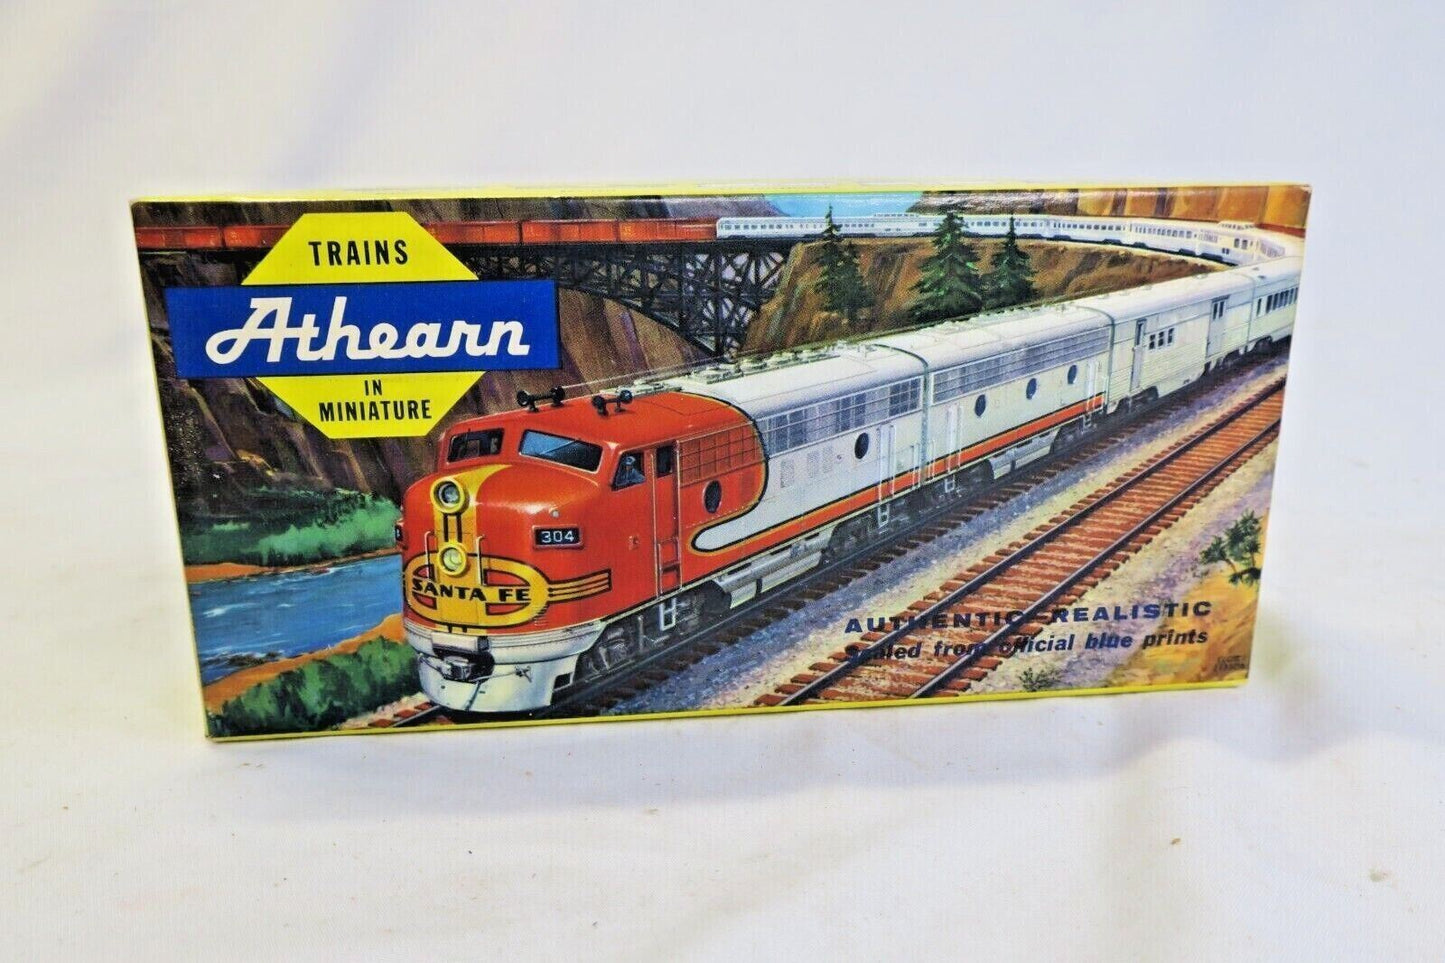 TRAINS
Athearn
IN
MINIATURE
304
SANTA FE
AUTHENTIC-REALISTIC
Scaled from official blue prints